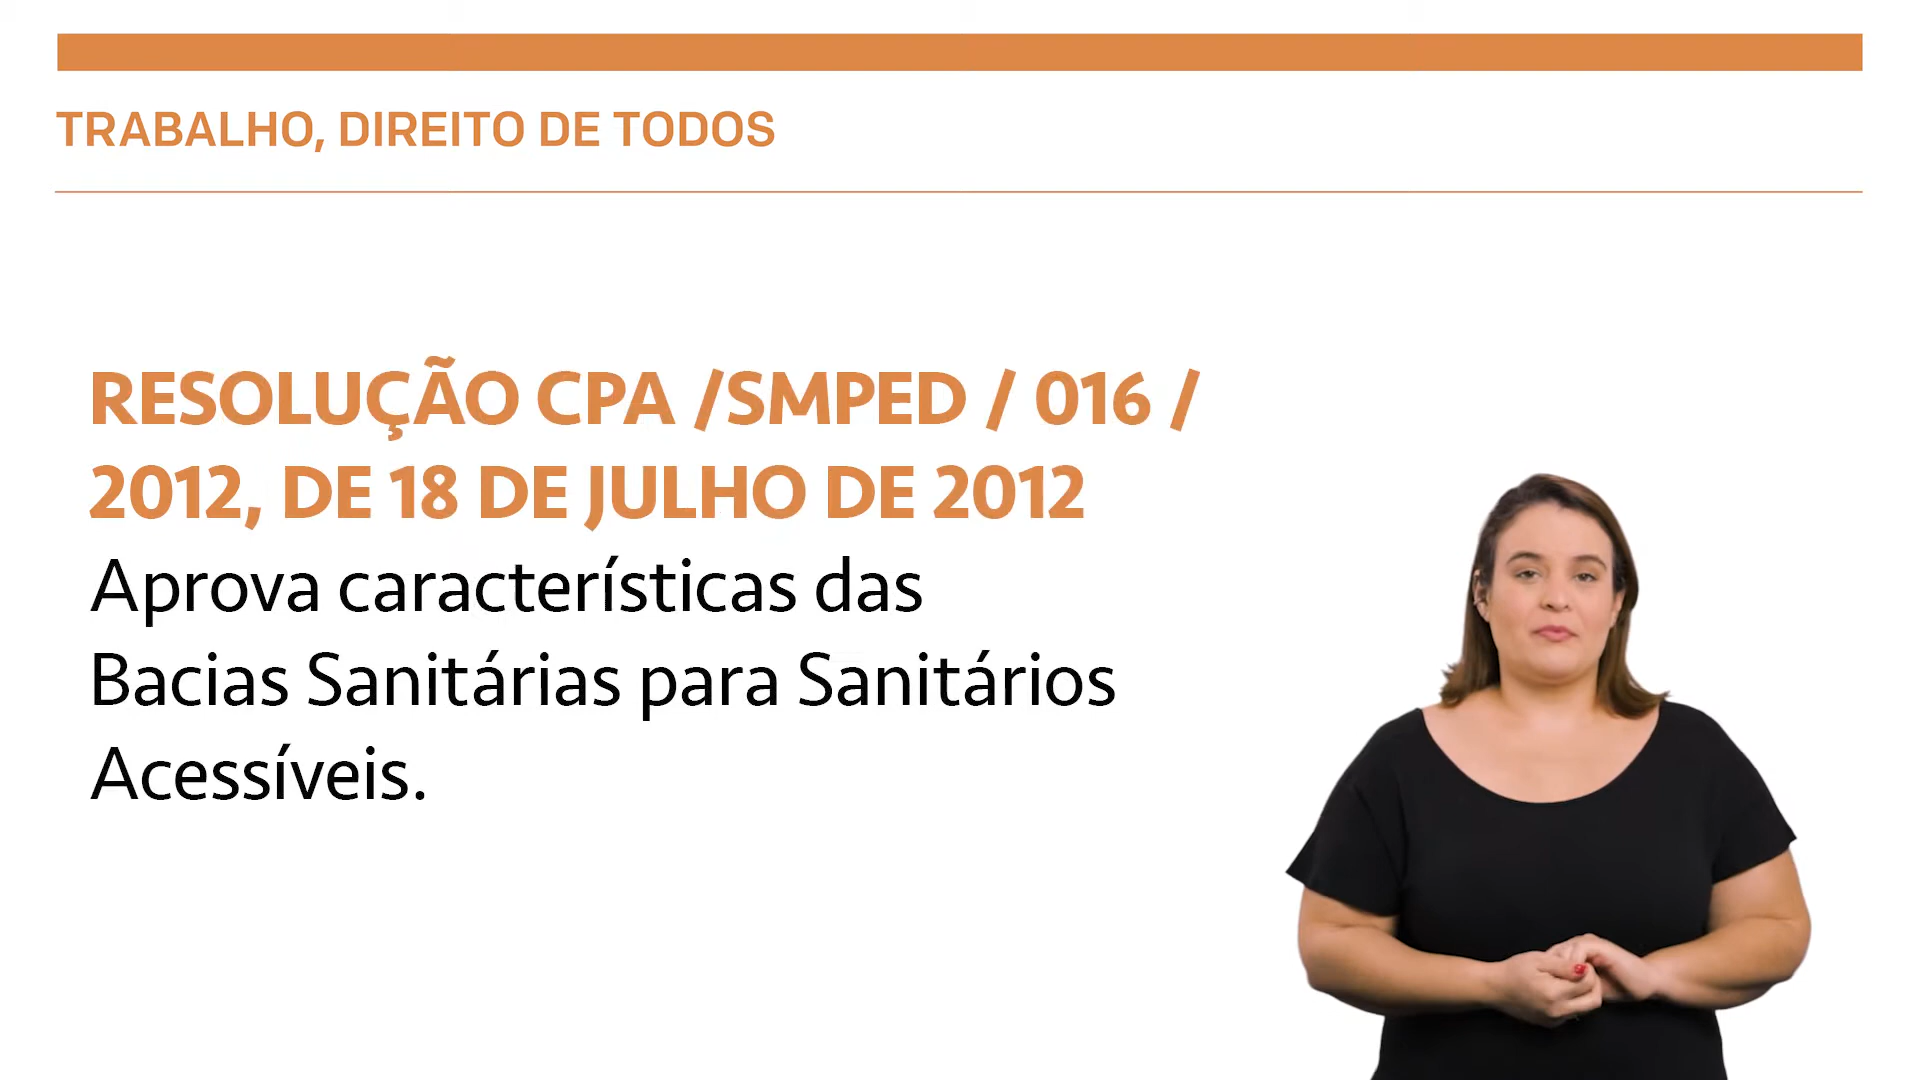 TRABALHO, DIREITO DE TODOS
RESOLUÇÃO CPA /SMPED / 016 /
2012, DE 18 DE JULHO DE 2012
Aprova características das
Bacias Sanitárias para Sanitários
Acessíveis.